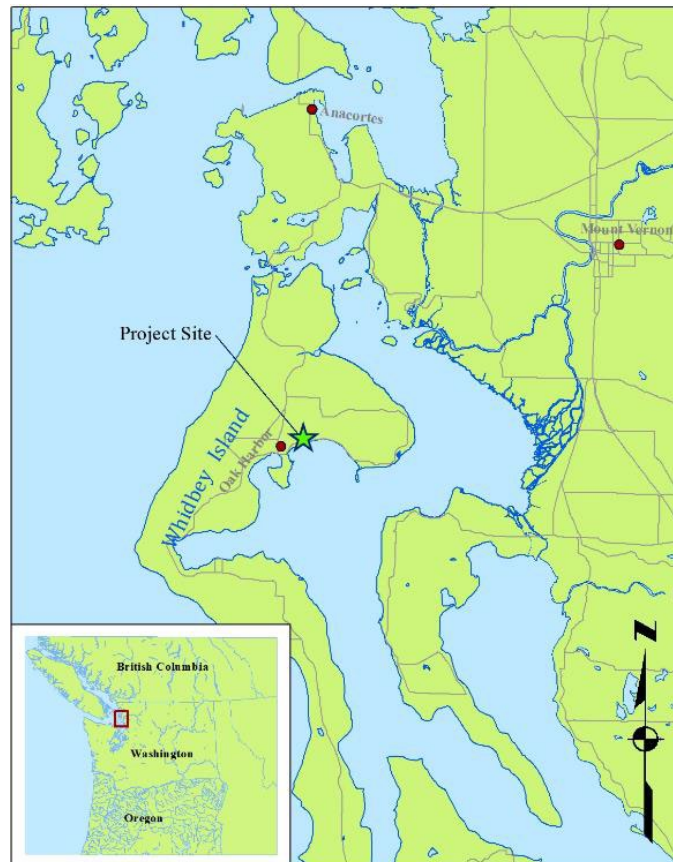 Anacortes
Mount Vernon
Project Site
Oak Harbor
Whidbey Island
N
British Columbia
Washington
Oregon